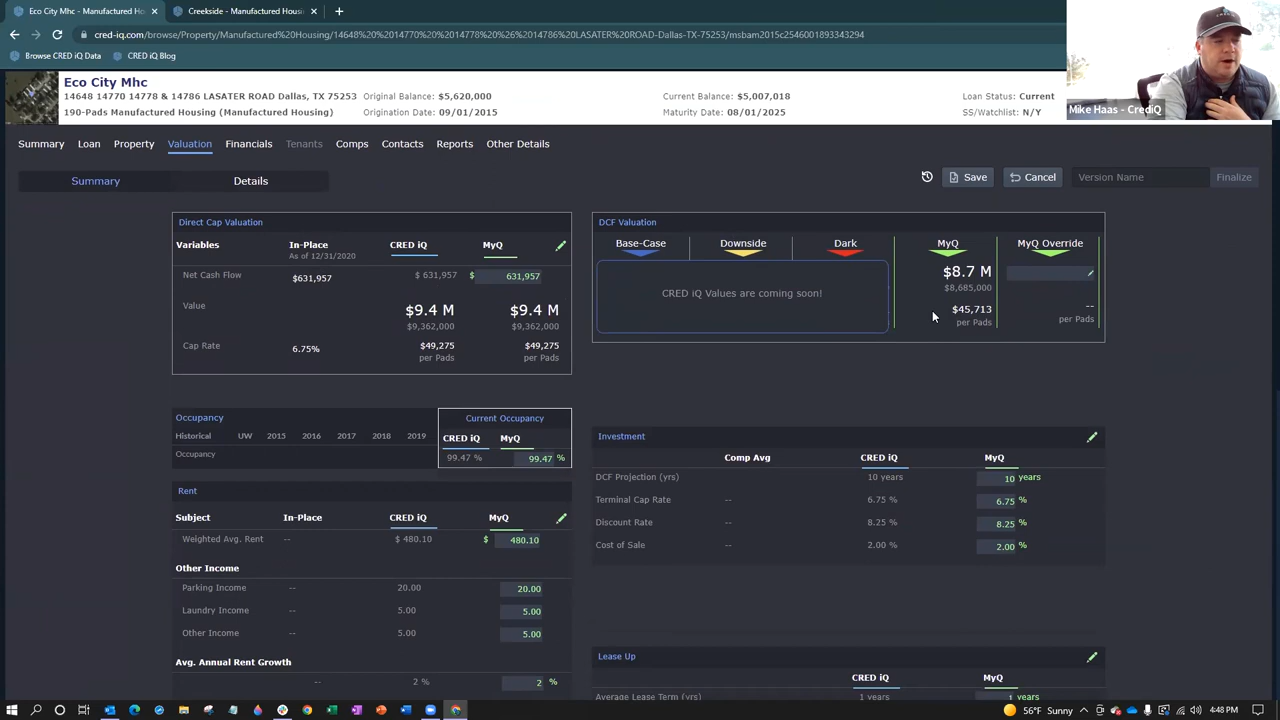 Eco City Mhc - Manufactured Hou
Creekside - Manufactured Housi
cred-iq.com/browse/Property/Manufactured%20Housing/14648%20%2014770%2014778%20%26%2014786%20LASATER%20ROAD-Dallas-TX-75253/msbam2015c2546001893343294
Browse CRED iQ Data CRED iQ Blog
Eco City Mhc
14648 14770 14778 & 14786 LASATER ROAD Dallas, TX 75253 Original Balance: $5,620,000 Current Balance: $5,007,018 Loan Status: Current
190-Pads Manufactured Housing (Manufactured Housing) Origination Date: 09/01/2015 Maturity Date: 08/01/2025 SS/Watchlist: N/Y
Mike Haas - CrediQ
Summary Loan Property Valuation Financials Tenants Comps Contacts Reports Other Details
Summary Details Save Cancel Version Name Finalize
Direct Cap Valuation
Variables In-Place CRED iQ MyQ
As of 12/31/2020
Net Cash Flow $631,957 $ 631,957 $ 631,957
Value $9.4 M $9.4 M
$9,362,000 $9,362,000
Cap Rate 6.75% $49,275 $49,275
per Pads per Pads
DCF Valuation
Base-Case Downside Dark MyQ MyQ Override
CRED iQ Values are coming soon!
$8.7 M
$8,685,000
$45,713 --
per Pads per Pads
Occupancy Current Occupancy
Historical UW 2015 2016 2017 2018 2019 CRED iQ MyQ
Occupancy 99.47 % 99.47 %
Rent
Subject In-Place CRED iQ MyQ
Weighted Avg. Rent -- $ 480.10 $ 480.10
Other Income
Parking Income -- 20.00 20.00
Laundry Income -- 5.00 5.00
Other Income -- 5.00 5.00
Avg. Annual Rent Growth
-- 2 % 2 %
Investment
Comp Avg CRED iQ MyQ
DCF Projection (yrs) 10 years 10 years
Terminal Cap Rate -- 6.75 % 6.75 %
Discount Rate -- 8.25 % 8.25 %
Cost of Sale -- 2.00 % 2.00 %
Lease Up
CRED iQ MyQ
Average Lease Term (yrs) 1 years 1 years
56°F Sunny 4:48 PM